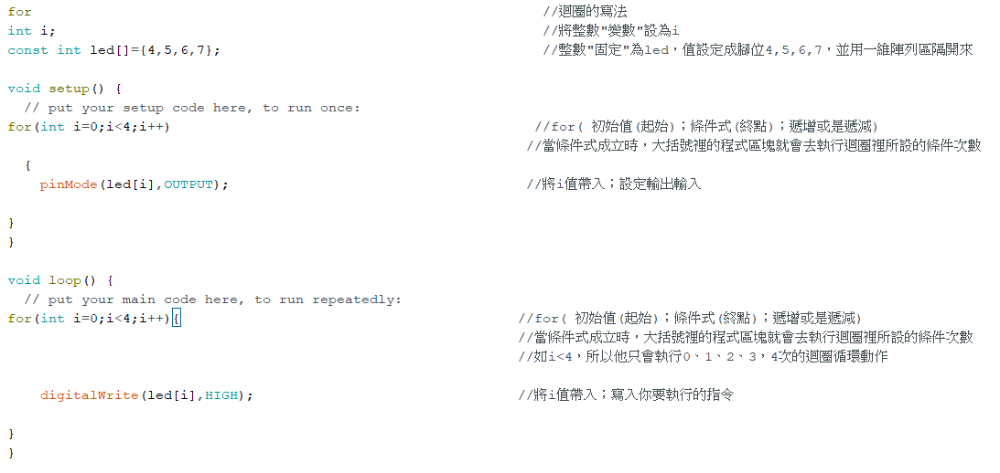 for //迴圈的寫法
int i; //將整數"變數"設為i
const int led[]={4,5,6,7}; //整數"固定"為led，值設定成腳位4,5,6,7，並用一維陣列區隔開來
void setup() {
// put your setup code here, to run once:
for(int i=0;i<4;i++) //for( 初始值(起始)；條件式(終點)；遞增或是遞減)
//當條件式成立時，大括號裡的程式區塊就會去執行迴圈裡所設的條件次數
{
pinMode(led[i],OUTPUT); //將i值帶入；設定輸出輸入
}
}
void loop() {
// put your main code here, to run repeatedly:
for(int i=0;i<4;i++){ //for( 初始值(起始)；條件式(終點)；遞增或是遞減)
//當條件式成立時，大括號裡的程式區塊就會去執行迴圈裡所設的條件次數
//如i<4，所以他只會執行0、1、2、3，4次的迴圈循環動作
digitalWrite(led[i],HIGH); //將i值帶入；寫入你要執行的指令
}
}